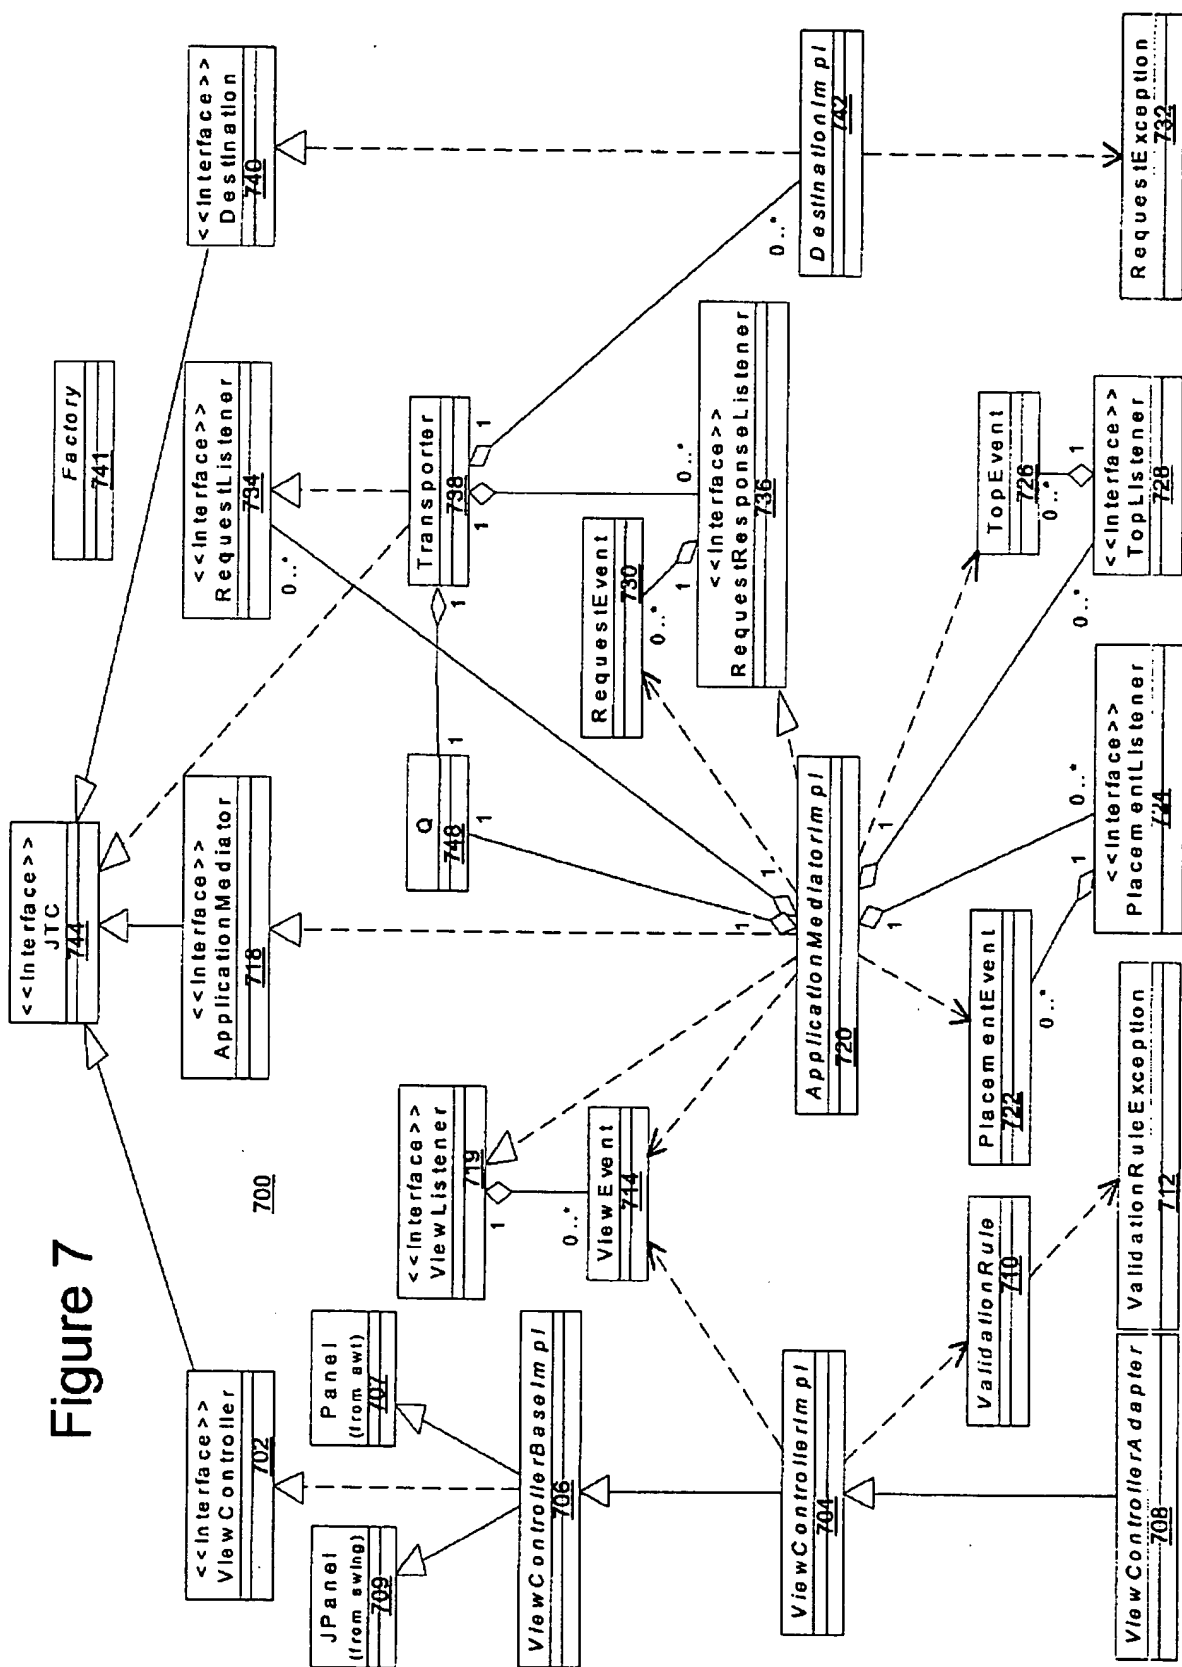 Figure 7
700
<<Interface>>
JTC
744
<<Interface>>
ViewController
702
<<Interface>>
ApplicationMediator
718
<<Interface>>
RequestListener
734
0..*
Factory
741
<<Interface>>
Destination
740
JPanel
(from swing)
709
Panel
(from awt)
707
<<Interface>>
ViewListener
719
1
0..*
Q
748
1
1
Transporter
738
1
1
1
ViewControllerBaseImpl
706
ViewEvent
714
RequestEvent
730
0..*
1
<<Interface>>
RequestResponseListener
736
0..*
ViewControllerImpl
704
ApplicationMediatorImpl
720
1
1
1
1
DestinationImpl
742
0..*
ValidationRule
710
PlacementEvent
722
0..*
1
TopEvent
726
0..*
1
ViewControllerAdapter
708
ValidationRuleException
712
<<Interface>>
PlacementListener
724
0..*
<<Interface>>
TopListener
728
0..*
RequestException
732